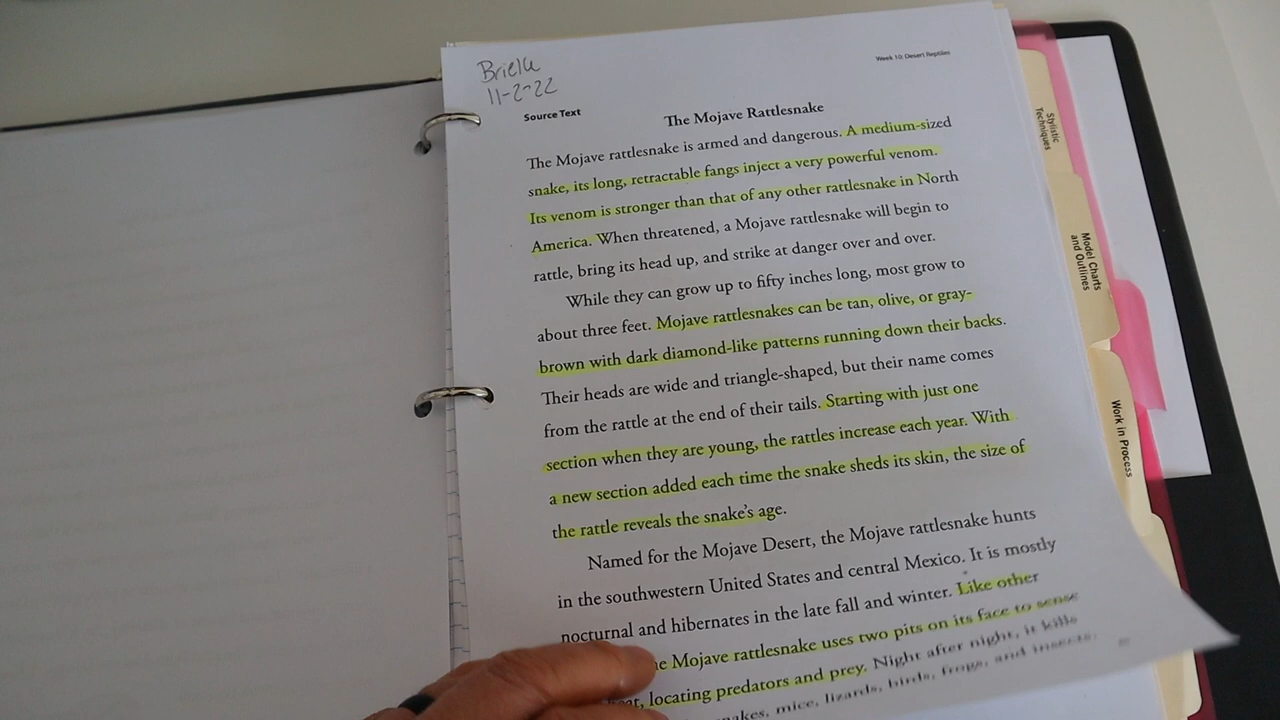 Briella
11-2-22
Week 10: Desert Reptiles
Source Text
The Mojave Rattlesnake
The Mojave rattlesnake is armed and dangerous. A medium-sized
snake, its long, retractable fangs inject a very powerful venom.
Its venom is stronger than that of any other rattlesnake in North
America. When threatened, a Mojave rattlesnake will begin to
rattle, bring its head up, and strike at danger over and over.
While they can grow up to fifty inches long, most grow to
about three feet. Mojave rattlesnakes can be tan, olive, or gray-
brown with dark diamond-like patterns running down their backs.
Their heads are wide and triangle-shaped, but their name comes
from the rattle at the end of their tails. Starting with just one
section when they are young, the rattles increase each year. With
a new section added each time the snake sheds its skin, the size of
the rattle reveals the snake's age.
Named for the Mojave Desert, the Mojave rattlesnake hunts
in the southwestern United States and central Mexico. It is mostly
nocturnal and hibernates in the late fall and winter. Like other
Mojave rattlesnake uses two pits on its face to sense
locating predators and prey. Night after night, it kills
mice, lizards, birds, frogs, and insects.
Stylistic
Techniques
Model Charts
and Outlines
Work in Process